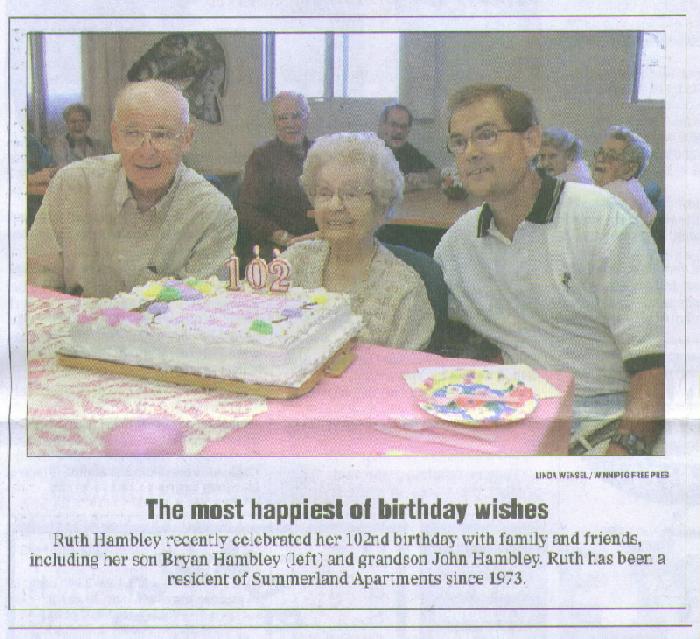 102
LINDA WENSEL / WINNIPEG FREE PRESS
The most happiest of birthday wishes
Ruth Hambley recently celebrated her 102nd birthday with family and friends,
including her son Bryan Hambley (left) and grandson John Hambley. Ruth has been a
resident of Summerland Apartments since 1973.